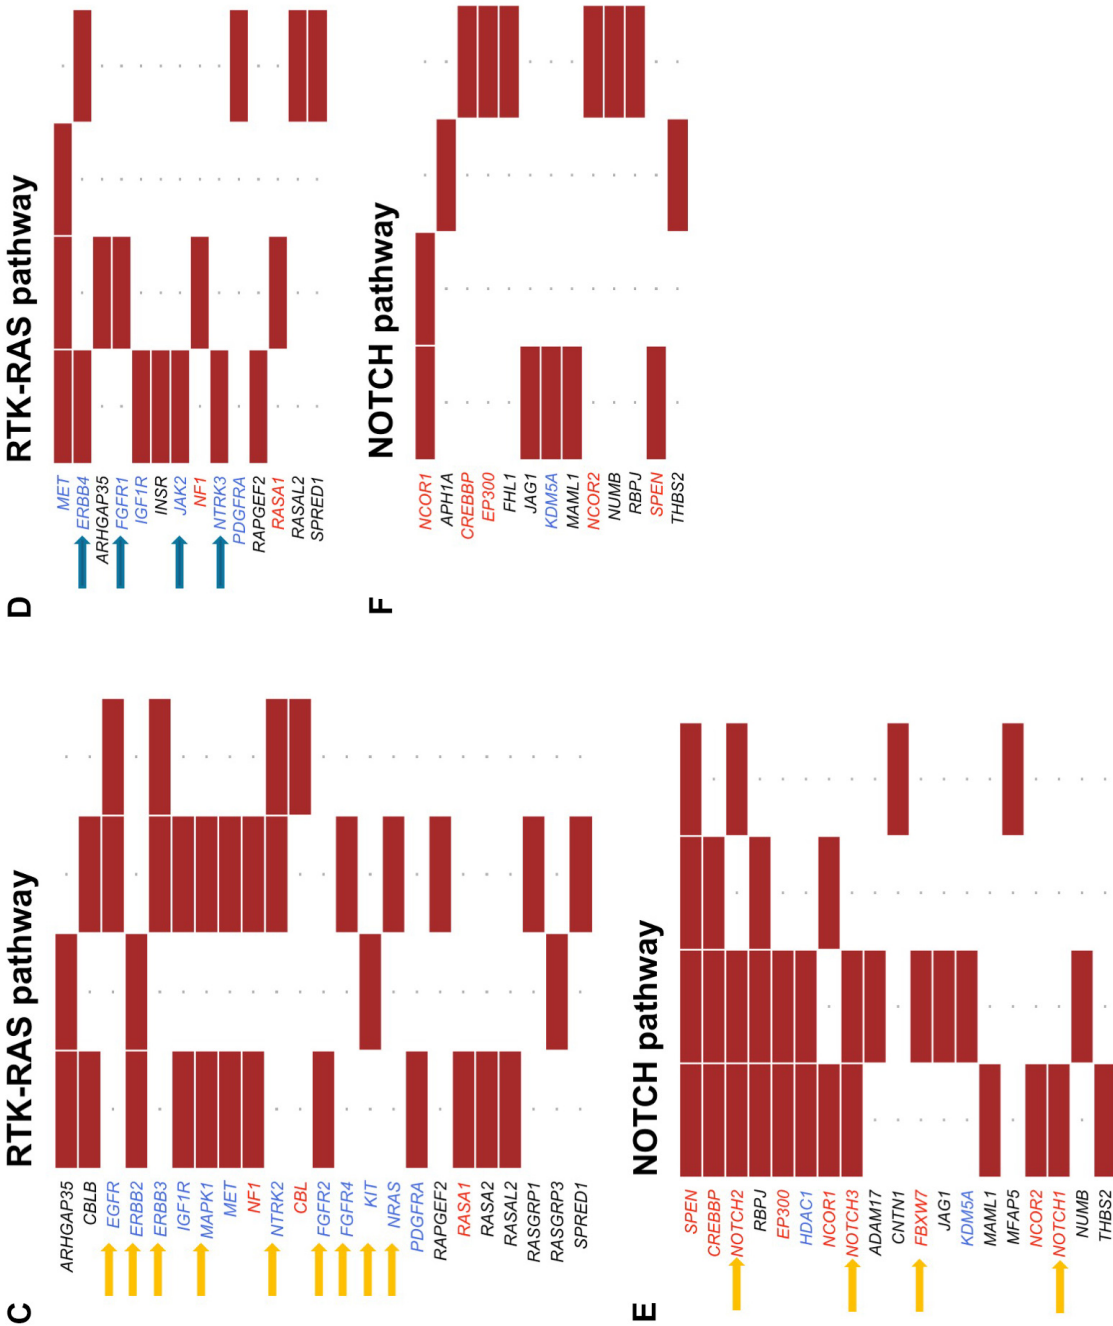 C
RTK-RAS pathway
ARHGAP35
CBLB
EGFR
ERBB2
ERBB3
IGF1R
MAPK1
MET
NF1
NTRK2
CBL
FGFR2
FGFR4
KIT
NRAS
PDGFRA
RAPGEF2
RASA1
RASA2
RASAL2
RASGRP1
RASGRP3
SPRED1
D
RTK-RAS pathway
MET
ERBB4
ARHGAP35
FGFR1
IGF1R
INSR
JAK2
NF1
NTRK3
PDGFRA
RAPGEF2
RASA1
RASAL2
SPRED1
E
NOTCH pathway
SPEN
CREBBP
NOTCH2
RBPJ
EP300
HDAC1
NCOR1
NOTCH3
ADAM17
CNTN1
FBXW7
JAG1
KDM5A
MAML1
MFAP5
NCOR2
NOTCH1
NUMB
THBS2
F
NOTCH pathway
NCOR1
APH1A
CREBBP
EP300
FHL1
JAG1
KDM5A
MAML1
NCOR2
NUMB
RBPJ
SPEN
THBS2